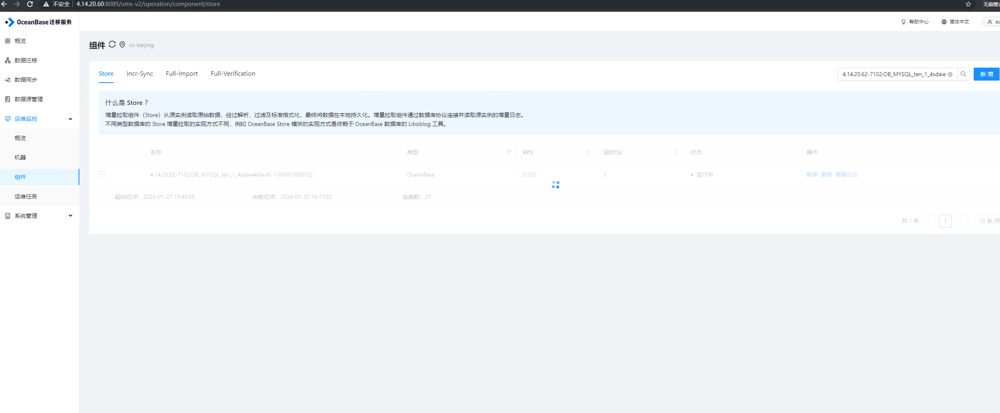 不安全 4.14.20.60:8089/oms-v2/operation/component/store 无痕模式
OceanBase 迁移服务
帮助中心 简体中文
概览
数据迁移
数据同步
数据源管理
运维监控
概览
机器
组件
运维任务
系统管理
组件 cn-beijing
Store Incr-Sync Full-Import Full-Verification
4.14.20.62-7102:OB_MYSQL_ten_1_4sdaie 新 增
什么是 Store ？
增量拉取组件（Store）从源实例读取原始数据，经过解析、过滤及标准格式化，最终将数据在本地持久化。增量拉取组件通过数据库协议连接并读取源实例的增量日志。
不同类型数据库的 Store 增量拉取的实现方式不同，例如 OceanBase Store 模块的实现方式是依赖于 OceanBase 数据库的 Liboblog 工具。
名称 类型 RPS 延时(S) 状态 操作
4.14.20.62-7102:OB_MYSQL_ten_1_4sdaie46fau8-1-0:0001000132 OceanBase 8,592 0 运行中 暂停 更新 查看日志
起始位点：2026-01-27 15:48:09 当前位点：2026-01-30 16:11:52 连接数：27
共 1 条 < 1 > 10 条/页